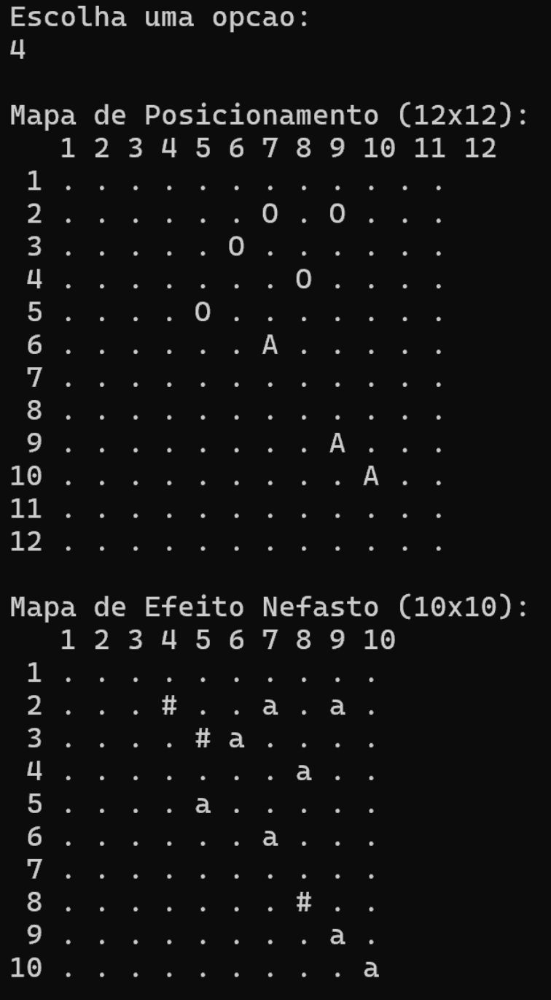 Escolha uma opcao:
4

Mapa de Posicionamento (12x12):
   1 2 3 4 5 6 7 8 9 10 11 12
 1 . . . . . . . . . . . .
 2 . . . . . . O . O . . .
 3 . . . . . O . . . . . .
 4 . . . . . . . O . . . .
 5 . . . . O . . . . . . .
 6 . . . . . . A . . . . .
 7 . . . . . . . . . . . .
 8 . . . . . . . . . . . .
 9 . . . . . . . . A . . .
10 . . . . . . . . . A . .
11 . . . . . . . . . . . .
12 . . . . . . . . . . . .

Mapa de Efeito Nefasto (10x10):
   1 2 3 4 5 6 7 8 9 10
 1 . . . . . . . . . .
 2 . . . # . . a . a .
 3 . . . . # a . . . .
 4 . . . . . . . a . .
 5 . . . . a . . . . .
 6 . . . . . . a . . .
 7 . . . . . . . . . .
 8 . . . . . . . # . .
 9 . . . . . . . . a .
10 . . . . . . . . . a